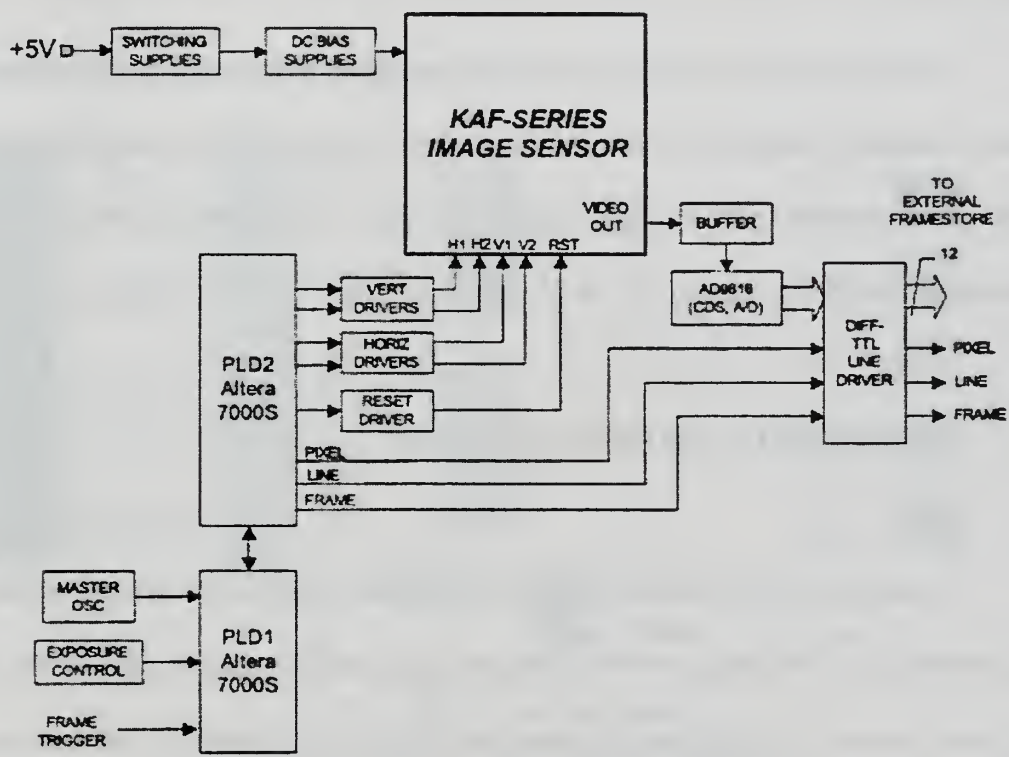 +5V
SWITCHING
SUPPLIES
DC BIAS
SUPPLIES
KAF-SERIES
IMAGE SENSOR
VIDEO
OUT
H1 H2 V1 V2 RST
BUFFER
TO
EXTERNAL
FRAMESTORE
12
AD9816
(CDS, A/D)
DIFF-
TTL
LINE
DRIVER
PIXEL
LINE
FRAME
VERT
DRIVERS
HORIZ
DRIVERS
RESET
DRIVER
PLD2
Altera
7000S
PIXEL
LINE
FRAME
MASTER
OSC
EXPOSURE
CONTROL
FRAME
TRIGGER
PLD1
Altera
7000S